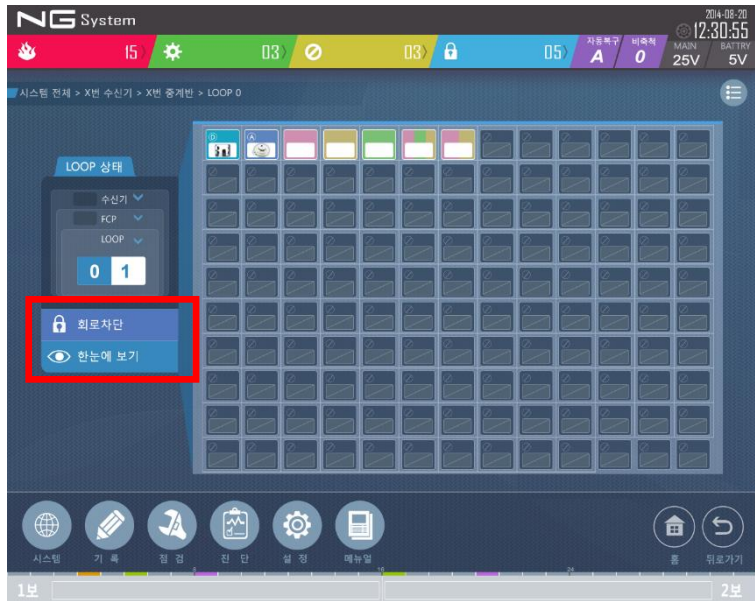 NG System
2014-08-20
12:30:55
15
03
03
05
자동복구
A
비축적
0
MAIN
25V
BATTRY
5V
시스템 전체 > X번 수신기 > X번 중계반 > LOOP 0
LOOP 상태
수신기
FCP
LOOP
0 1
회로차단
한눈에 보기
D
A
시스템
기 록
점 검
진 단
설 정
메뉴얼
홈
뒤로가기
1보
2보